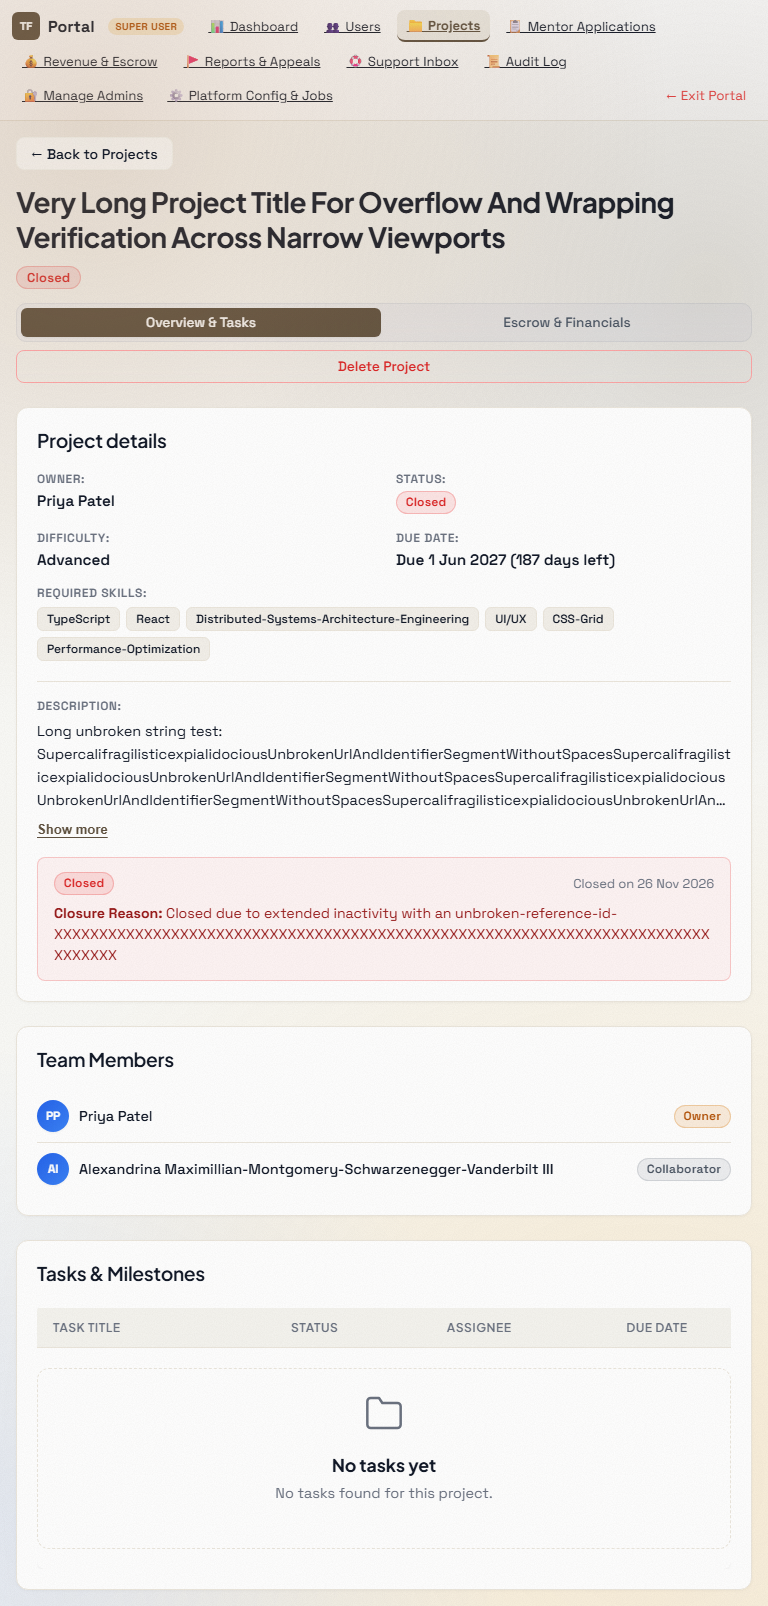 TF Portal SUPER USER 📊 Dashboard 👥 Users 📁 Projects 📋 Mentor Applications
💰 Revenue & Escrow 🚩 Reports & Appeals 🛟 Support Inbox 📜 Audit Log
🔐 Manage Admins ⚙️ Platform Config & Jobs ← Exit Portal
← Back to Projects
Very Long Project Title For Overflow And Wrapping
Verification Across Narrow Viewports
Closed
Overview & Tasks Escrow & Financials
Delete Project
Project details
OWNER: STATUS:
Priya Patel Closed
DIFFICULTY: DUE DATE:
Advanced Due 1 Jun 2027 (187 days left)
REQUIRED SKILLS:
TypeScript React Distributed-Systems-Architecture-Engineering UI/UX CSS-Grid
Performance-Optimization
DESCRIPTION:
Long unbroken string test:
SupercalifragilisticexpialidociousUnbrokenUrlAndIdentifierSegmentWithoutSpacesSupercalifragilist
icexpialidociousUnbrokenUrlAndIdentifierSegmentWithoutSpacesSupercalifragilisticexpialidocious
UnbrokenUrlAndIdentifierSegmentWithoutSpacesSupercalifragilisticexpialidociousUnbrokenUrlAn...
Show more
Closed Closed on 26 Nov 2026
Closure Reason: Closed due to extended inactivity with an unbroken-reference-id-
XXXXXXXXXXXXXXXXXXXXXXXXXXXXXXXXXXXXXXXXXXXXXXXXXXXXXXXXXXXXXXXXXXXXXXXXX
XXXXXXX
Team Members
PP Priya Patel Owner
AI Alexandrina Maximillian-Montgomery-Schwarzenegger-Vanderbilt III Collaborator
Tasks & Milestones
TASK TITLE STATUS ASSIGNEE DUE DATE
No tasks yet
No tasks found for this project.